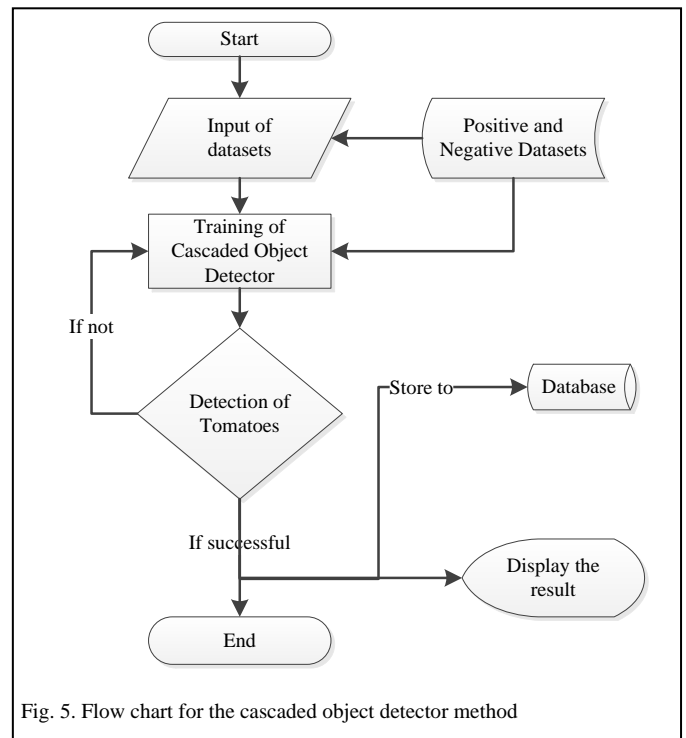 Start
Input of
datasets
Positive and
Negative Datasets
Training of
Cascaded Object
Detector
If not
Detection of
Tomatoes
Store to
Database
If successful
Display the
result
End
Fig. 5. Flow chart for the cascaded object detector method